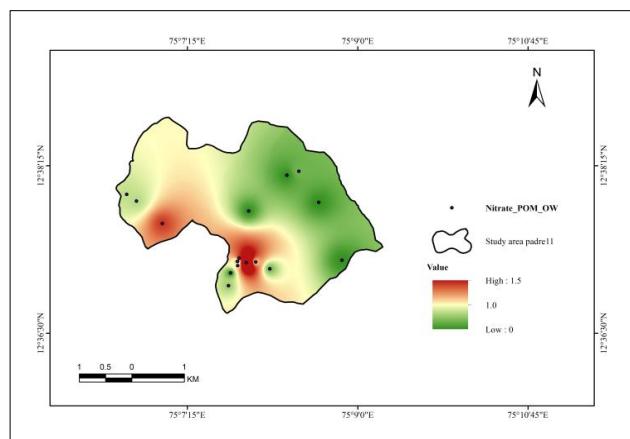 75°7'15"E 75°9'0"E 75°10'45"E
N
12°38'15"N 12°38'15"N
Nitrate_POM_OW
Study area padre11
Value
High : 1.5
1.0
Low : 0
12°36'30"N 12°36'30"N
1 0.5 0 1
KM
75°7'15"E 75°9'0"E 75°10'45"E